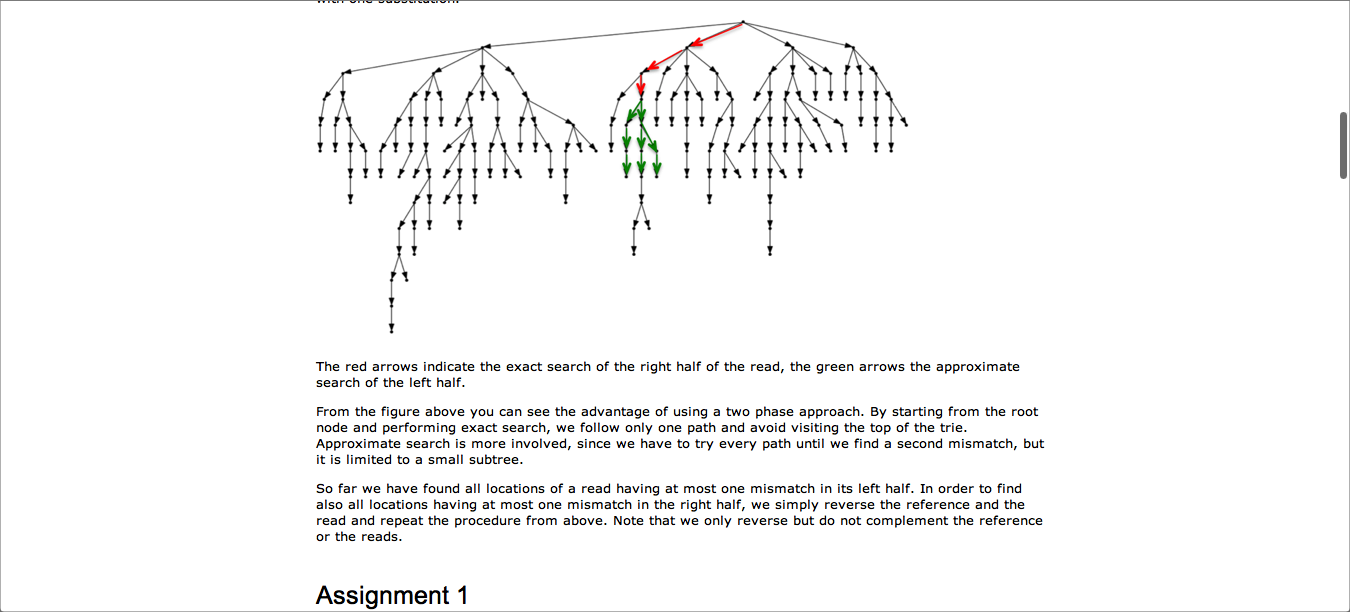 with one substitution.
The red arrows indicate the exact search of the right half of the read, the green arrows the approximate
search of the left half.
From the figure above you can see the advantage of using a two phase approach. By starting from the root
node and performing exact search, we follow only one path and avoid visiting the top of the trie.
Approximate search is more involved, since we have to try every path until we find a second mismatch, but
it is limited to a small subtree.
So far we have found all locations of a read having at most one mismatch in its left half. In order to find
also all locations having at most one mismatch in the right half, we simply reverse the reference and the
read and repeat the procedure from above. Note that we only reverse but do not complement the reference
or the reads.
Assignment 1